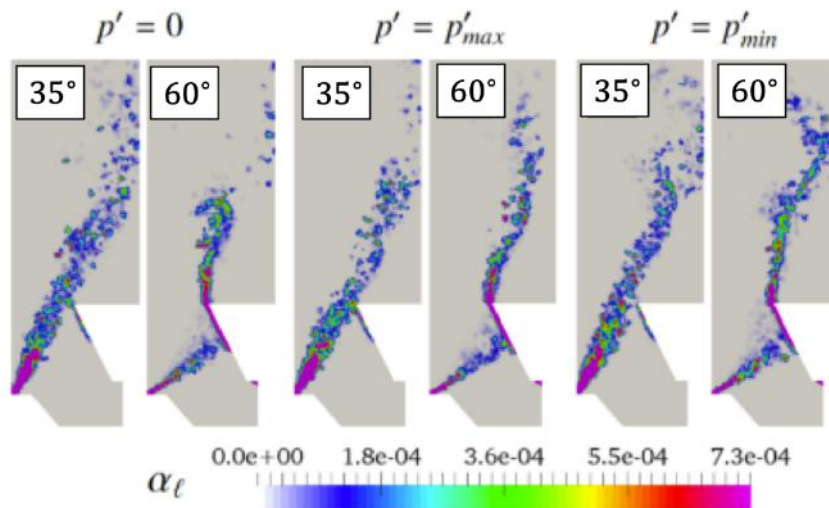 p′ = 0 p′ = p′max p′ = p′min
35° 60° 35° 60° 35° 60°
0.0e+00 1.8e-04 3.6e-04 5.5e-04 7.3e-04
αℓ